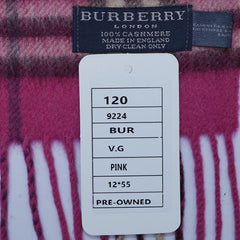 BURBERRY
LONDON
100% CASHMERE
MADE IN ENGLAND
DRY CLEAN ONLY
120
9224
BUR
V.G
PINK
12*55
PRE-OWNED